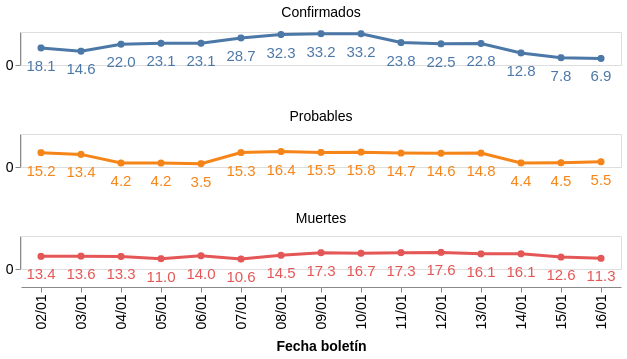 Confirmados
0
18.1 14.6 22.0 23.1 23.1 28.7 32.3 33.2 33.2 23.8 22.5 22.8 12.8 7.8 6.9
Probables
0
15.2 13.4 4.2 4.2 3.5 15.3 16.4 15.5 15.8 14.7 14.6 14.8 4.4 4.5 5.5
Muertes
0
13.4 13.6 13.3 11.0 14.0 10.6 14.5 17.3 16.7 17.3 17.6 16.1 16.1 12.6 11.3
02/01 03/01 04/01 05/01 06/01 07/01 08/01 09/01 10/01 11/01 12/01 13/01 14/01 15/01 16/01
Fecha boletín